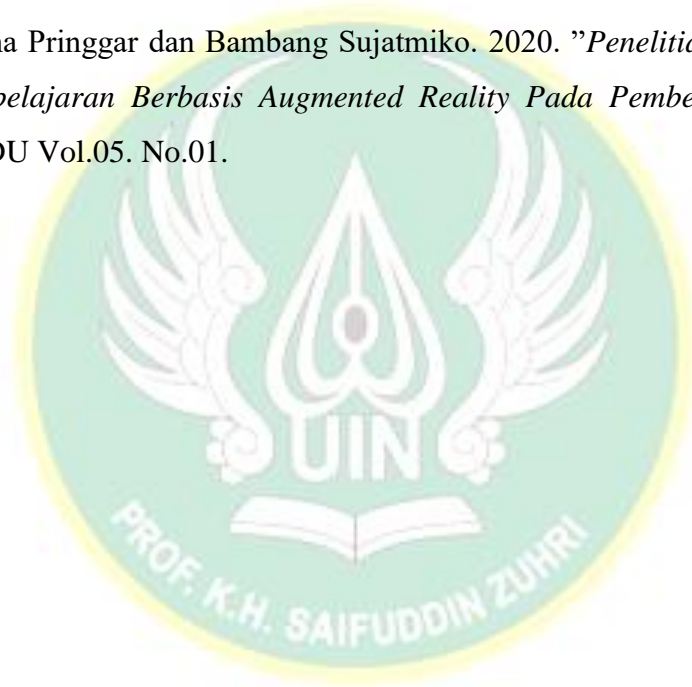 na Pringgar dan Bambang Sujatmiko. 2020. ”Penelitia
pelajaran Berbasis Augmented Reality Pada Pembe
DU Vol.05. No.01.
UIN
PROF. K.H. SAIFUDDIN ZUHRI